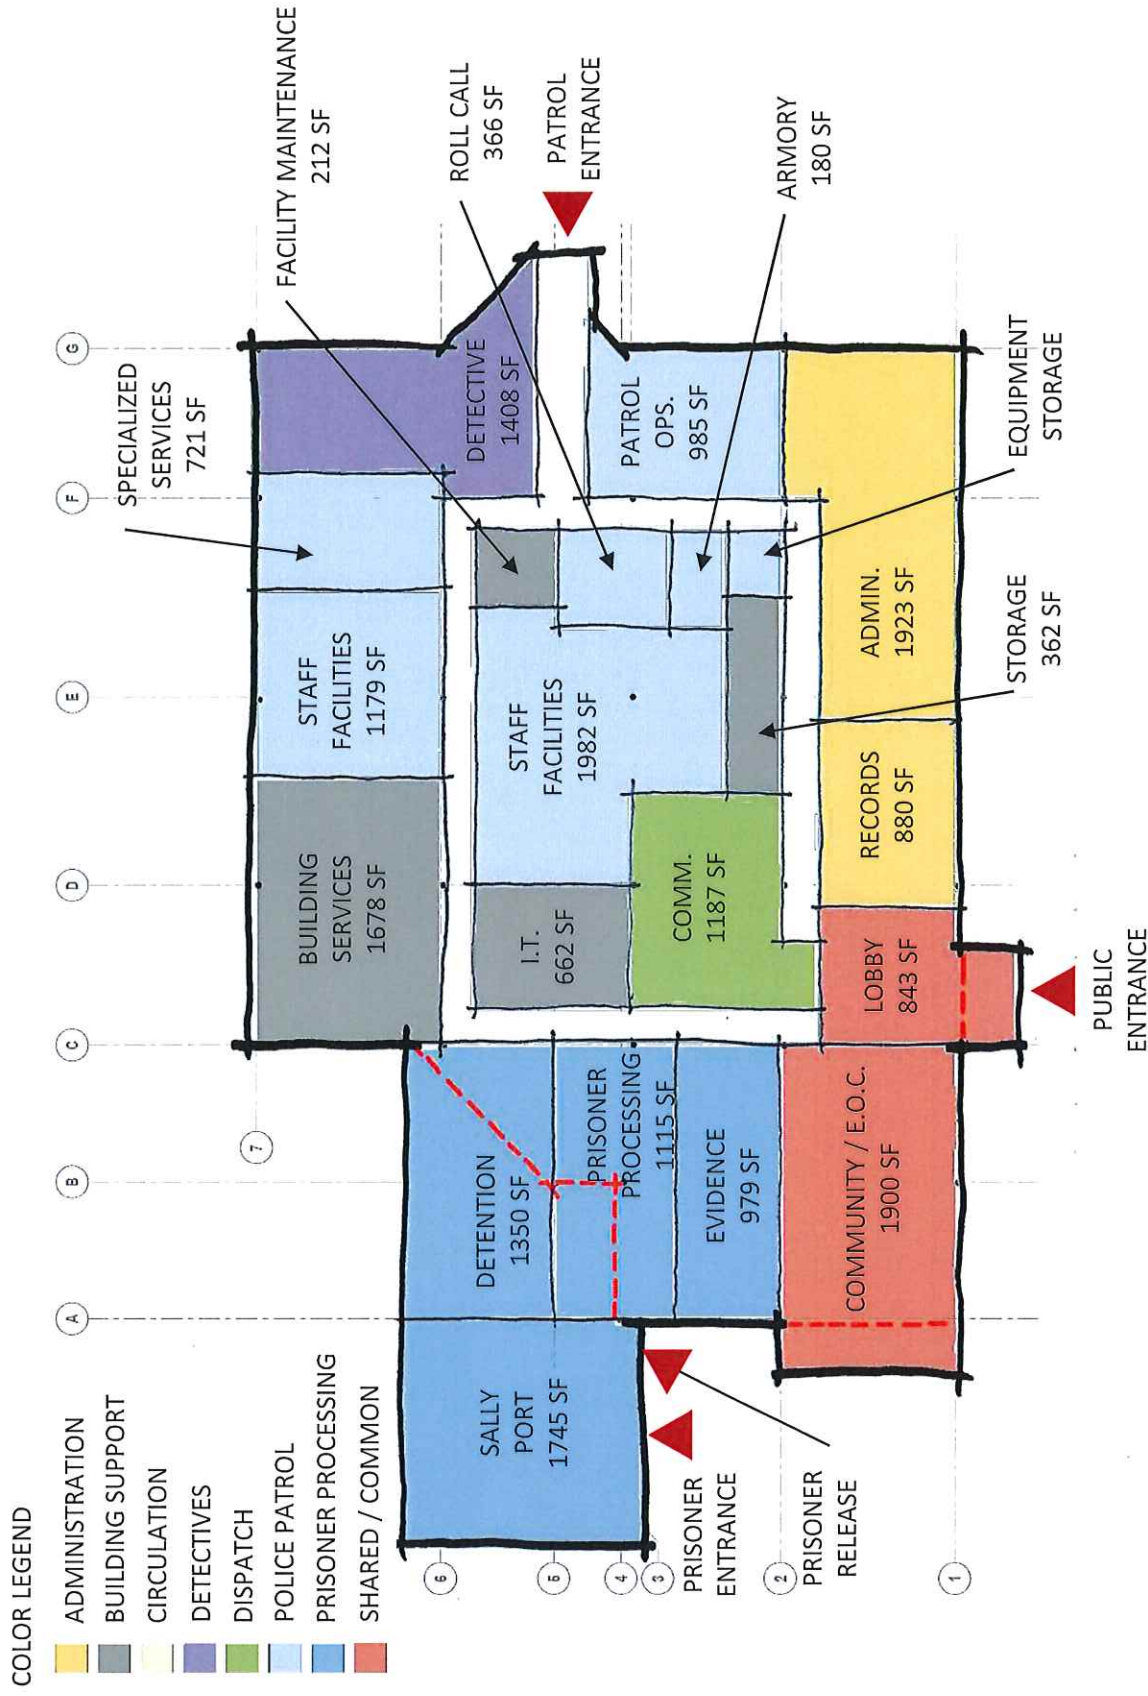 COLOR LEGEND
ADMINISTRATION
BUILDING SUPPORT
CIRCULATION
DETECTIVES
DISPATCH
POLICE PATROL
PRISONER PROCESSING
SHARED / COMMON
A
B
C
D
E
F
G
7
6
5
4
3
2
1
SPECIALIZED
SERVICES
721 SF
FACILITY MAINTENANCE
212 SF
ROLL CALL
366 SF
PATROL
ENTRANCE
ARMORY
180 SF
EQUIPMENT
STORAGE
STORAGE
362 SF
PUBLIC
ENTRANCE
PRISONER
ENTRANCE
PRISONER
RELEASE
BUILDING
SERVICES
1678 SF
STAFF
FACILITIES
1179 SF
DETECTIVE
1408 SF
SALLY
PORT
1745 SF
DETENTION
1350 SF
PRISONER
PROCESSING
1115 SF
EVIDENCE
979 SF
I.T.
662 SF
STAFF
FACILITIES
1982 SF
COMM.
1187 SF
PATROL
OPS.
985 SF
COMMUNITY / E.O.C.
1900 SF
LOBBY
843 SF
RECORDS
880 SF
ADMIN.
1923 SF